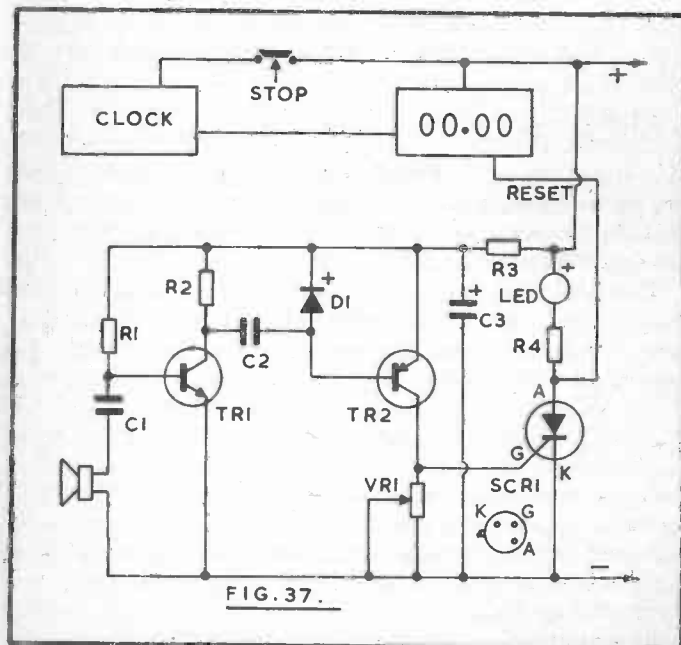 +
STOP
CLOCK
00.00
RESET
R3
+
R2
+
D1
+
LED
R1
C3
C2
R4
A
C1
TR1
TR2
G
K
VR1
SCR1
K G
A
−
FIG.37.